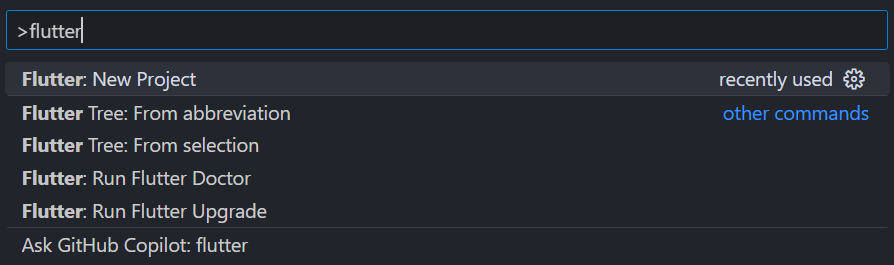 >flutter
Flutter: New Project recently used
Flutter Tree: From abbreviation other commands
Flutter Tree: From selection
Flutter: Run Flutter Doctor
Flutter: Run Flutter Upgrade
Ask GitHub Copilot: flutter